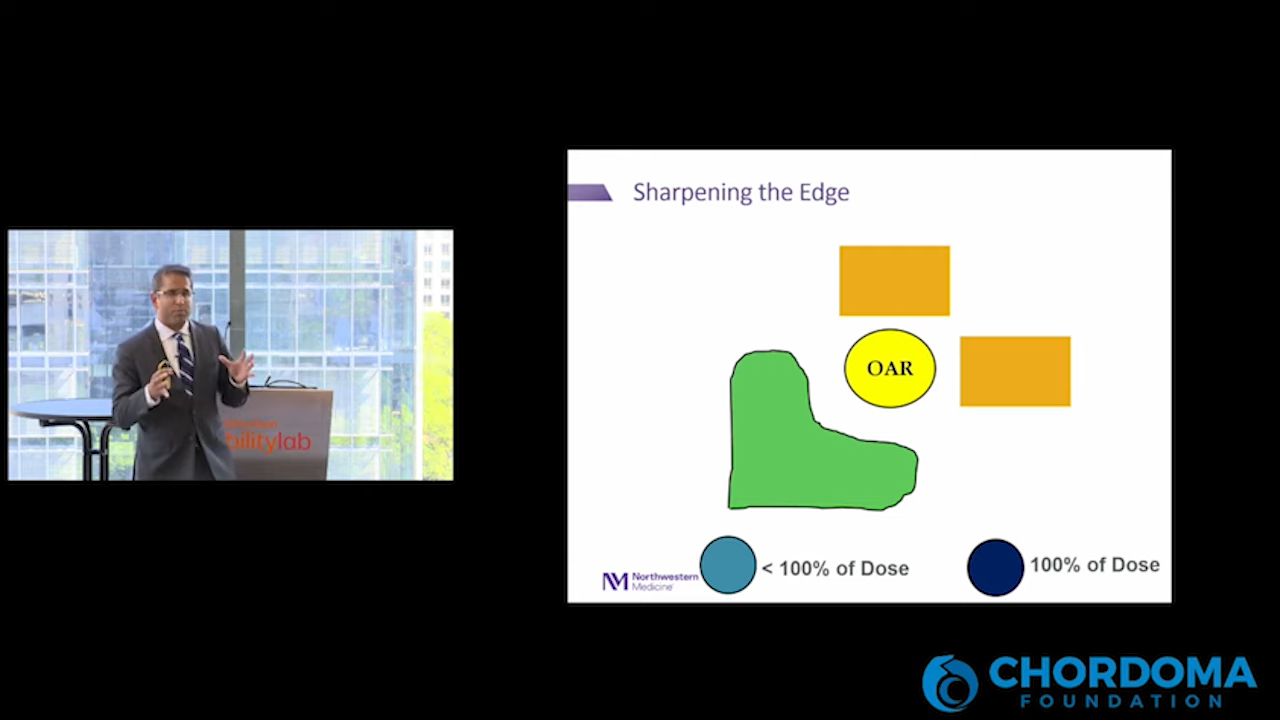 Sharpening the Edge
OAR
< 100% of Dose
100% of Dose
Northwestern
Medicine
bilitylab
CHORDOMA
FOUNDATION